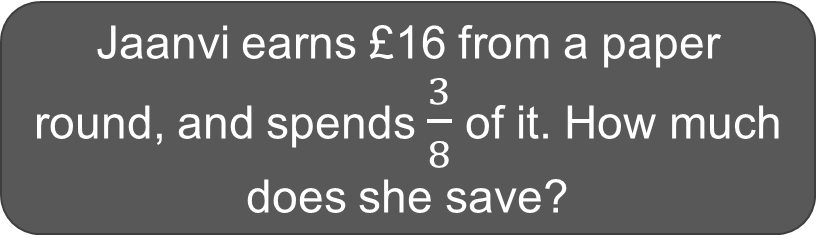 Jaanvi earns £16 from a paper
round, and spends 3/8 of it. How much
does she save?